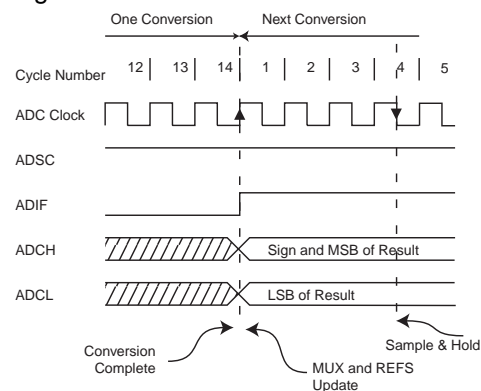 One Conversion Next Conversion
Cycle Number 12 13 14 1 2 3 4 5
ADC Clock
ADSC
ADIF
ADCH Sign and MSB of Result
ADCL LSB of Result
Sample & Hold
Conversion Complete
MUX and REFS Update